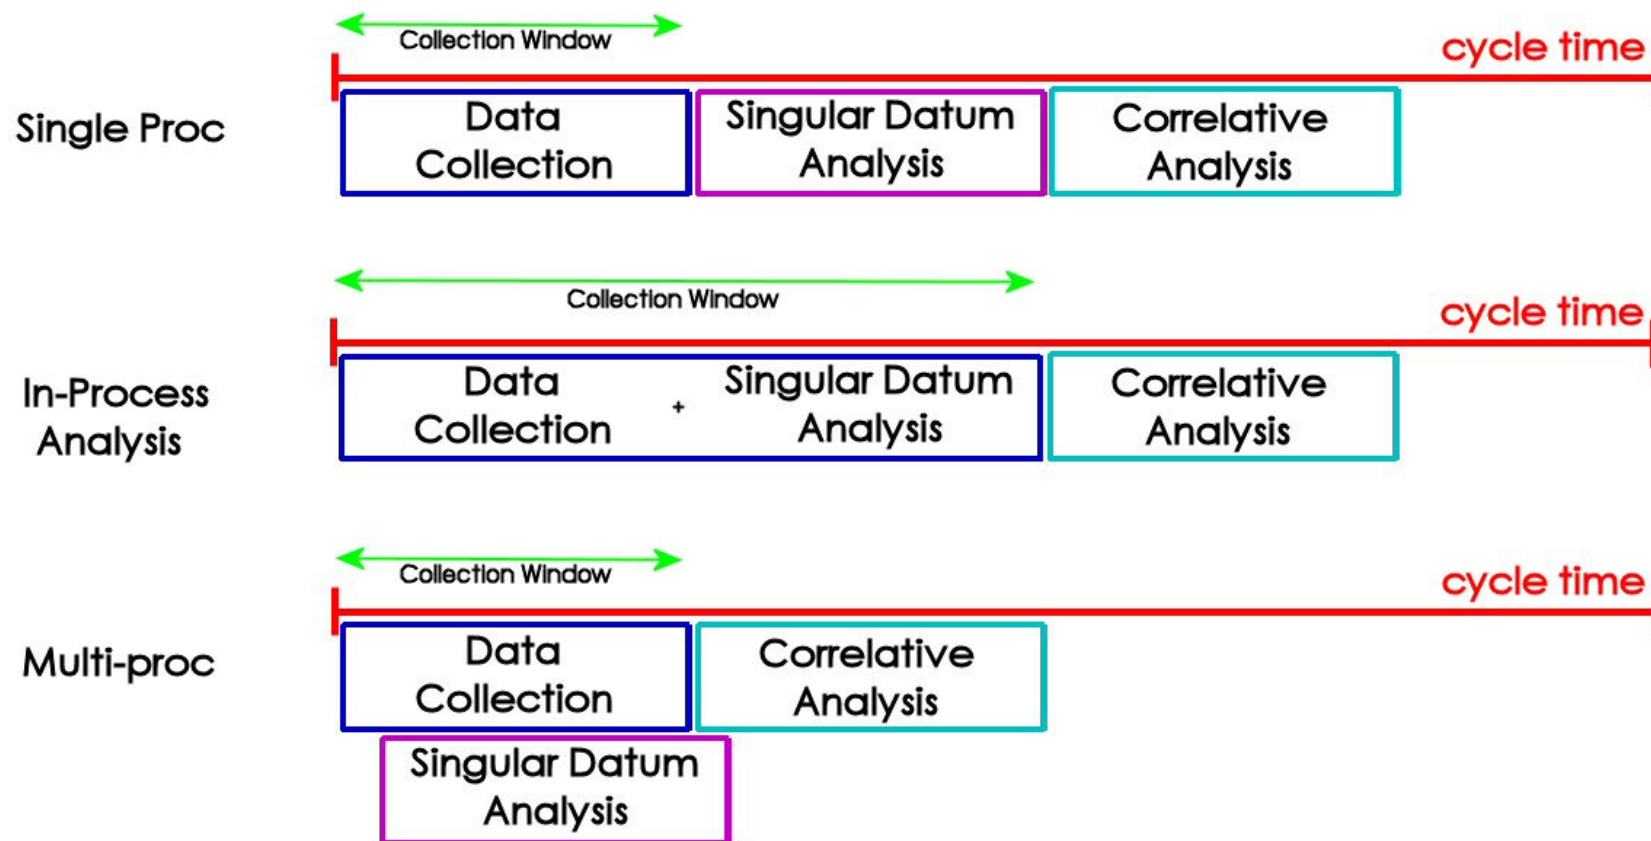 Collection Window
cycle time
Single Proc
Data
Collection
Singular Datum
Analysis
Correlative
Analysis
Collection Window
cycle time
In-Process
Analysis
Data
Collection
+
Singular Datum
Analysis
Correlative
Analysis
Collection Window
cycle time
Multi-proc
Data
Collection
Correlative
Analysis
Singular Datum
Analysis